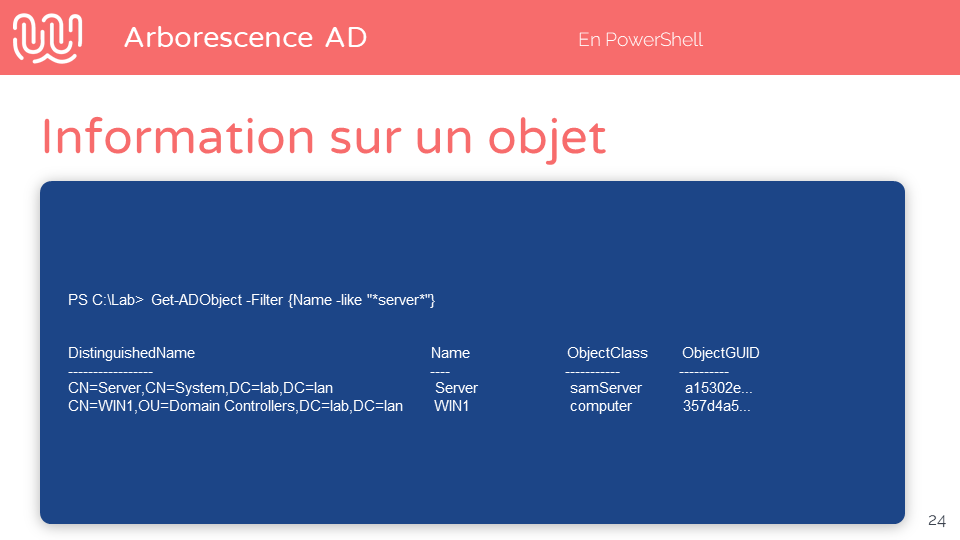 Arborescence AD
En PowerShell
Information sur un objet
PS C:\Lab> Get-ADObject -Filter {Name -like "*server*"}
DistinguishedName Name ObjectClass ObjectGUID
----------------- ---- ----------- ----------
CN=Server,CN=System,DC=lab,DC=lan Server samServer a15302e...
CN=WIN1,OU=Domain Controllers,DC=lab,DC=lan WIN1 computer 357d4a5...
24